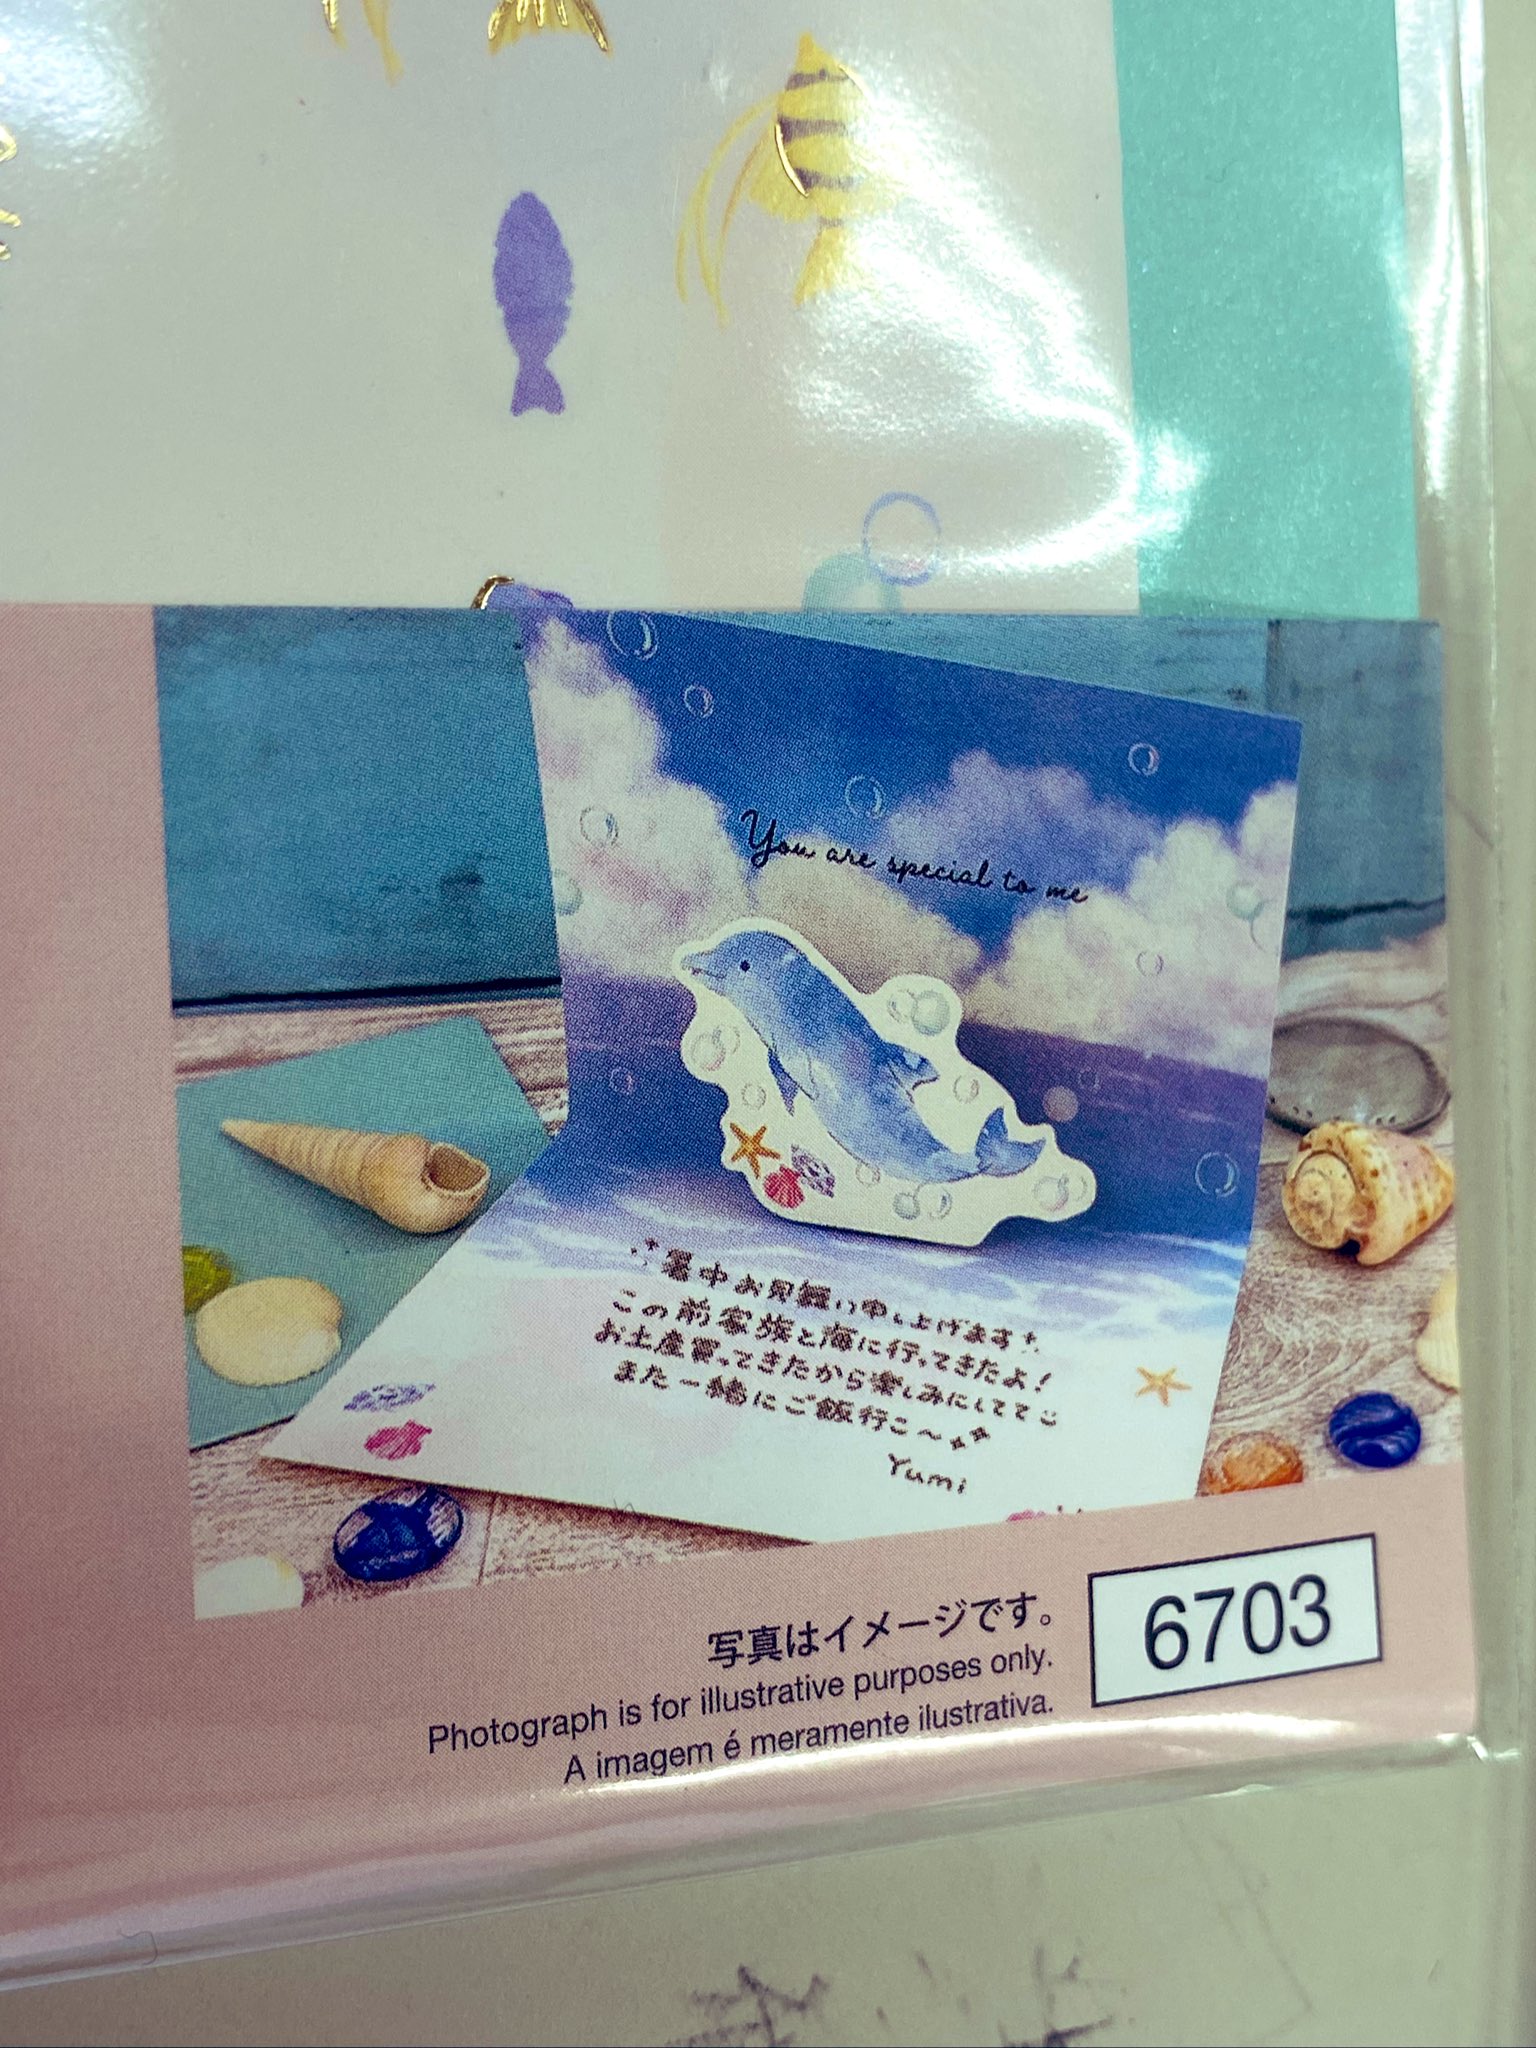 You are special to me
暑中お見舞い申し上げます
この前家族と海に行ってきたよ!
お土産買ってきたから楽しみにしてて
また一緒にご飯行こ〜
Yumi
写真はイメージです。
Photograph is for illustrative purposes only.
A imagem é meramente ilustrativa.
6703